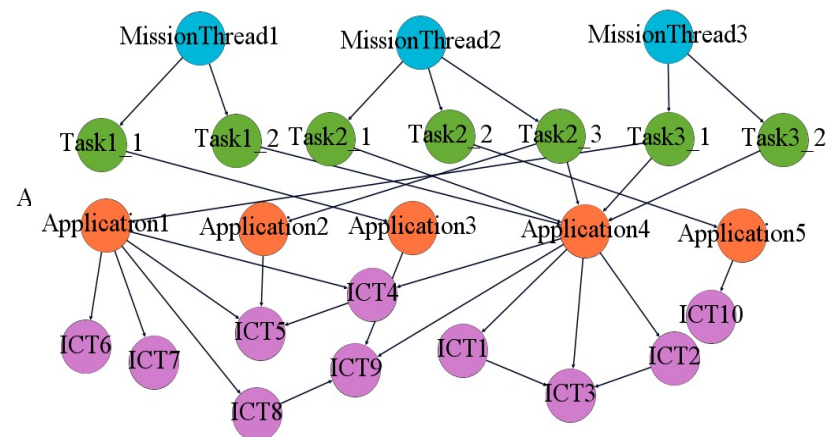 MissionThread1
MissionThread2
MissionThread3
Task1_1
Task1_2
Task2_1
Task2_2
Task2_3
Task3_1
Task3_2
A
Application1
Application2
Application3
Application4
Application5
ICT4
ICT10
ICT5
ICT6
ICT7
ICT9
ICT1
ICT2
ICT3
ICT8